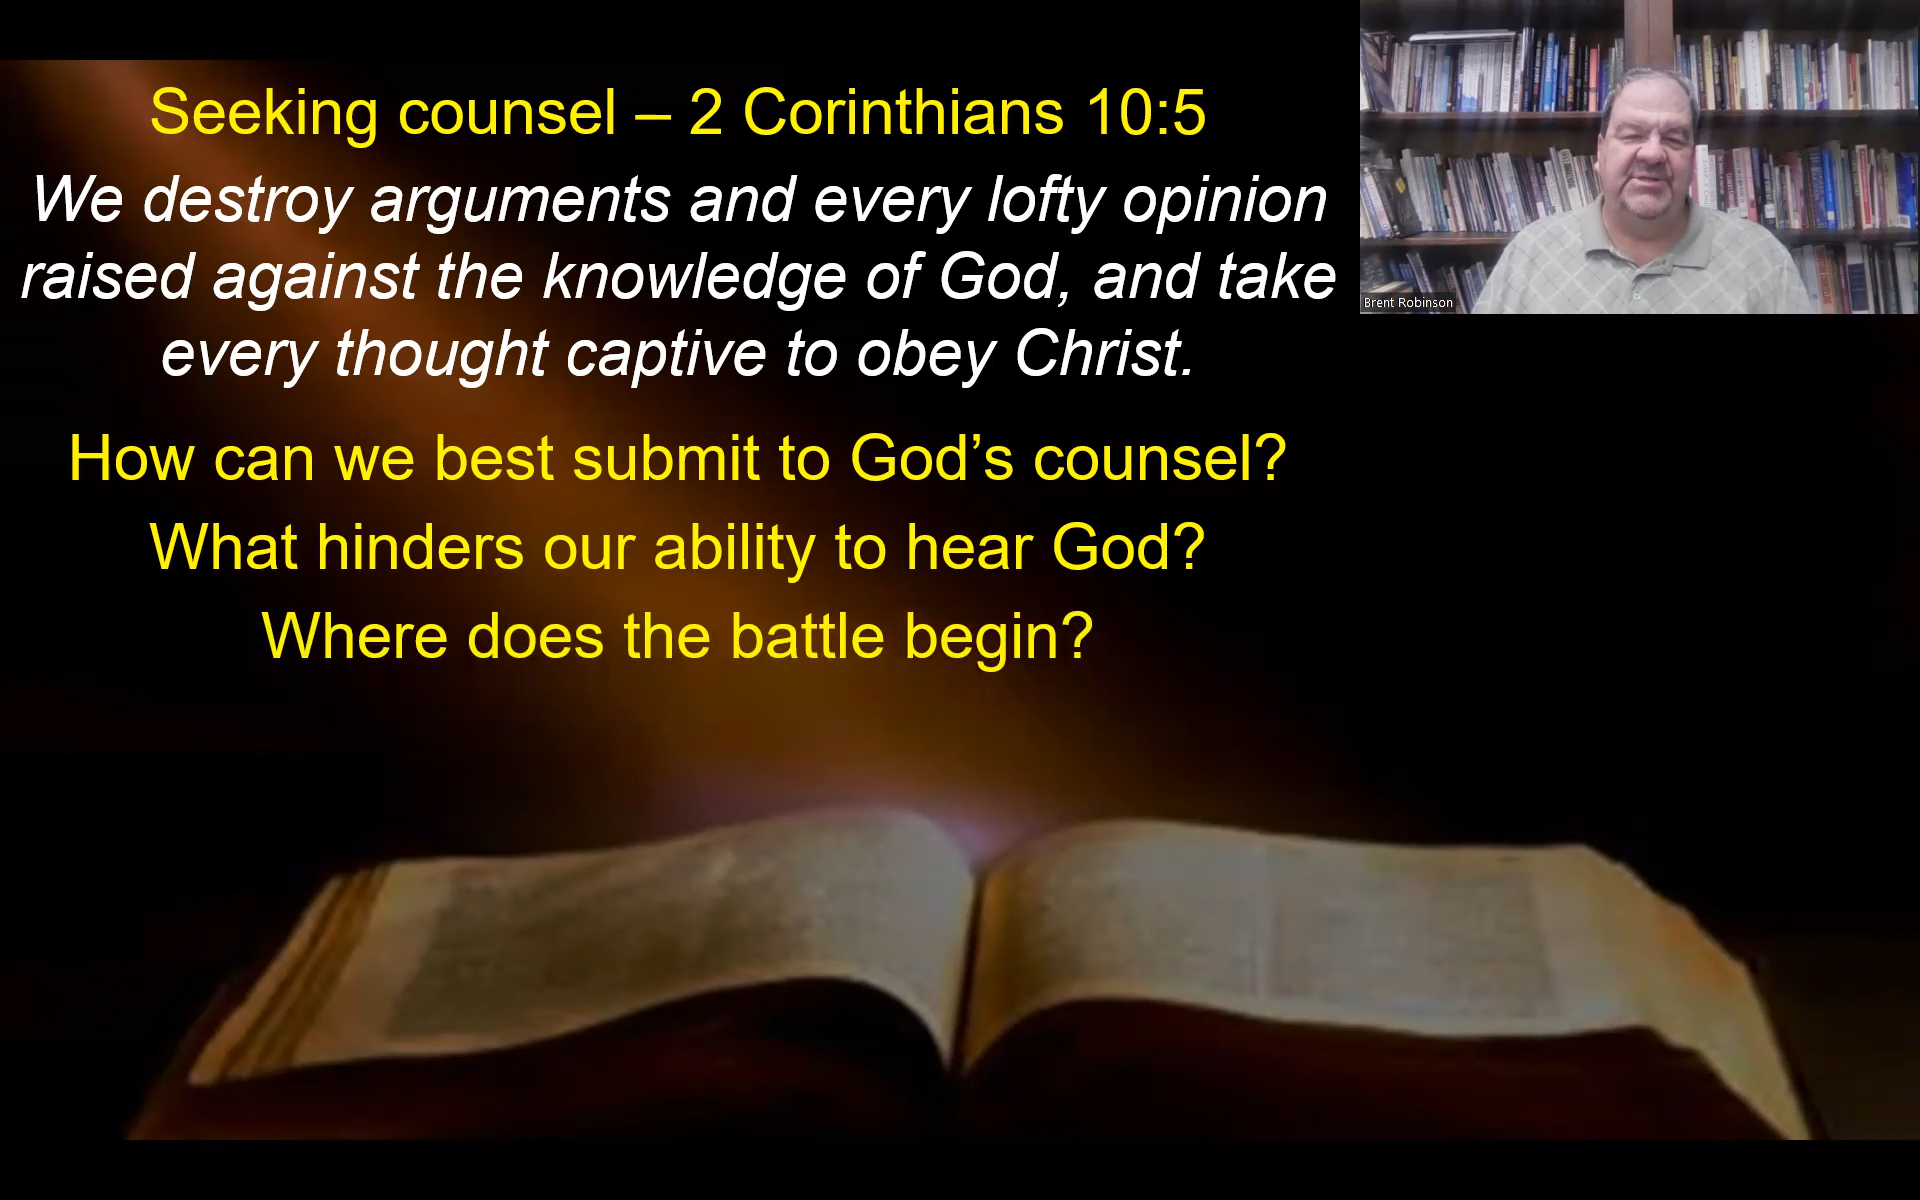 Seeking counsel – 2 Corinthians 10:5
We destroy arguments and every lofty opinion
raised against the knowledge of God, and take
every thought captive to obey Christ.
How can we best submit to God’s counsel?
What hinders our ability to hear God?
Where does the battle begin?
Brent Robinson